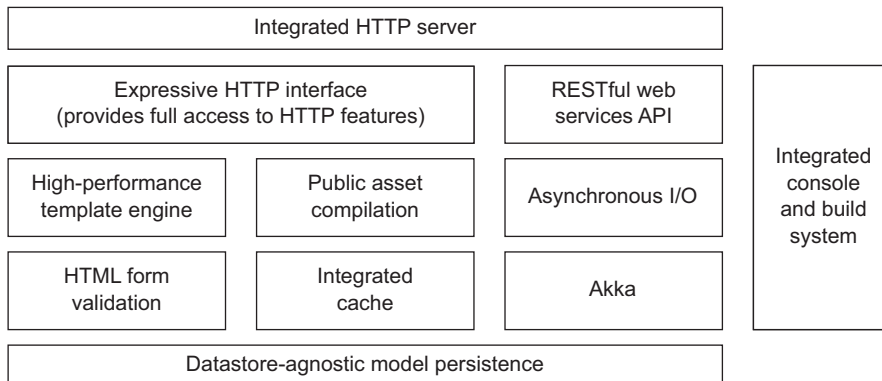 Integrated HTTP server
Expressive HTTP interface
(provides full access to HTTP features)
RESTful web
services API
High-performance
template engine
Public asset
compilation
Asynchronous I/O
Integrated
console
and build
system
HTML form
validation
Integrated
cache
Akka
Datastore-agnostic model persistence